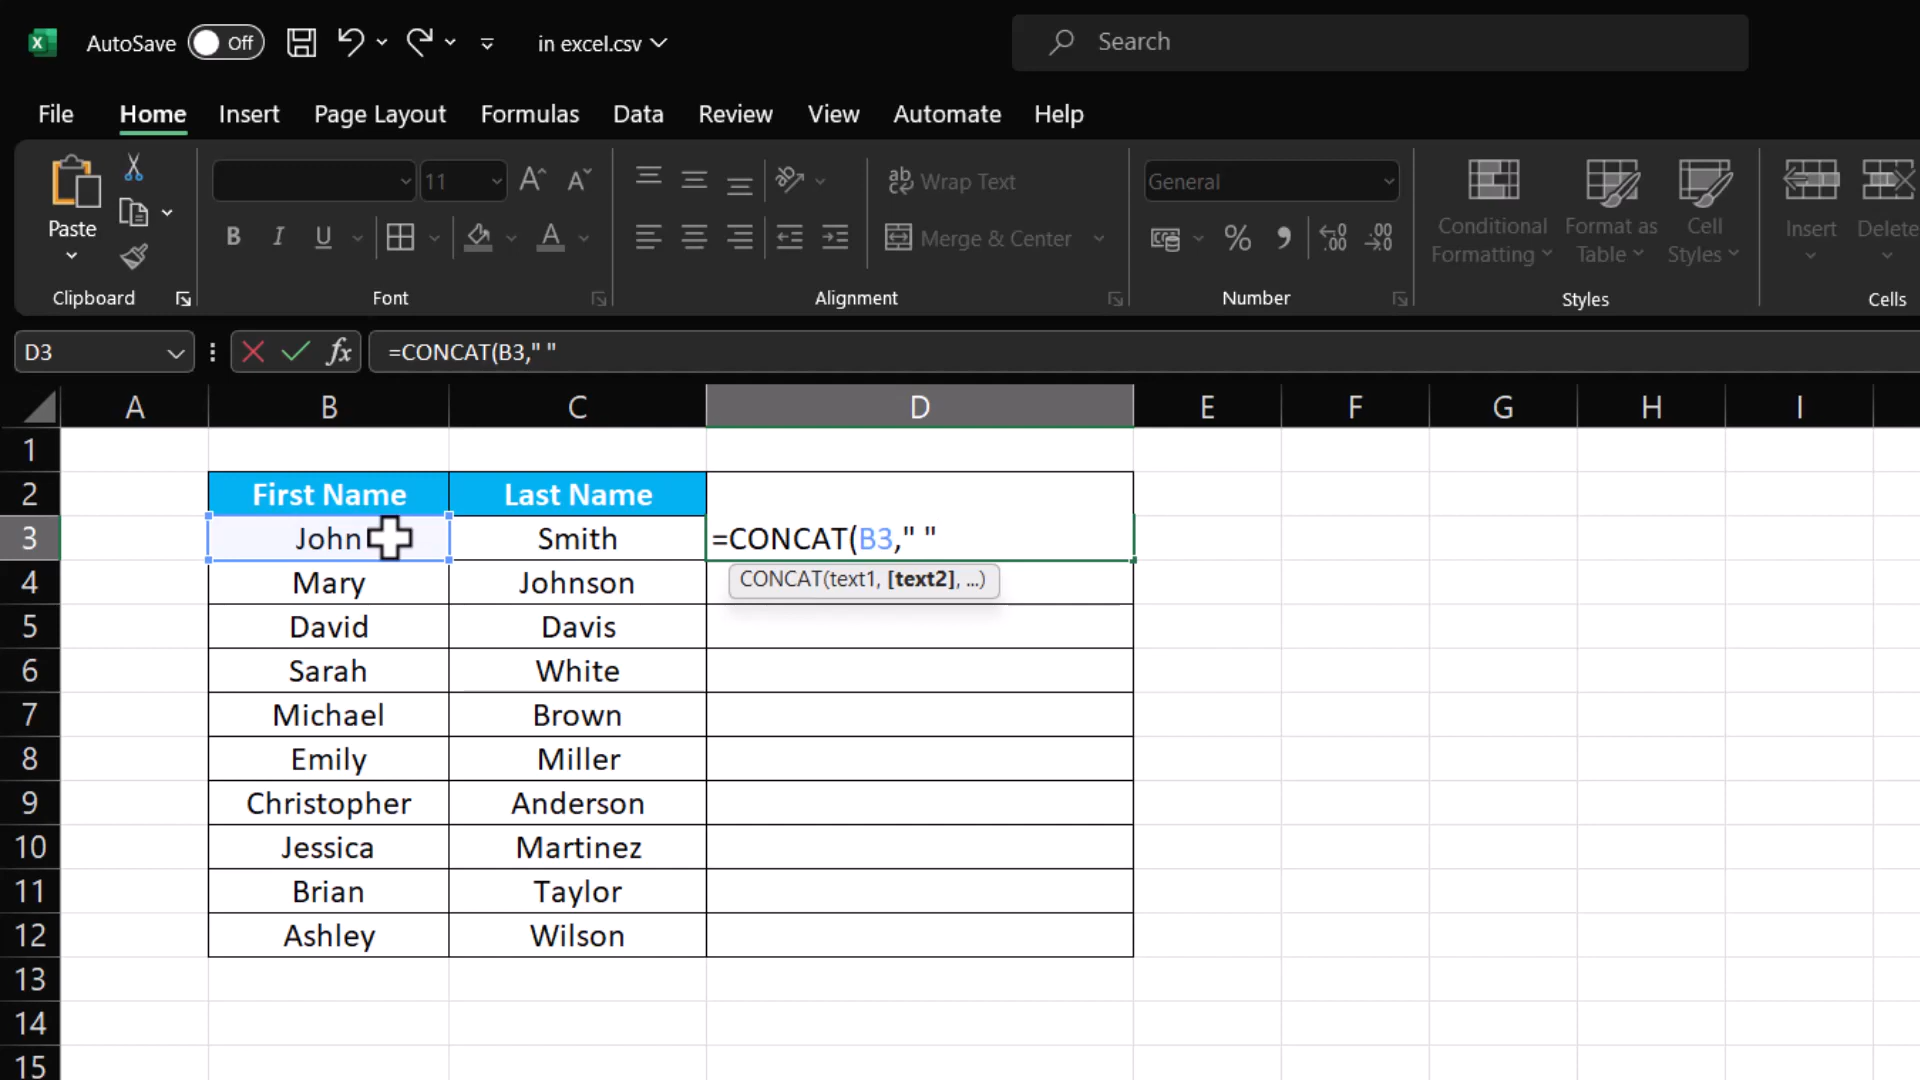 AutoSave Off in excel.csv Search
File Home Insert Page Layout Formulas Data Review View Automate Help
Paste
Clipboard
11
B I U A
Font
Wrap Text
Merge & Center
Alignment
General
% .00 .00
Number
Conditional Formatting
Format as Table
Cell Styles
Styles
Insert Delete
Cells
D3 fx =CONCAT(B3," "
A B C D E F G H I
1
2 First Name Last Name
3 John Smith =CONCAT(B3," "
CONCAT(text1, [text2], ...)
4 Mary Johnson
5 David Davis
6 Sarah White
7 Michael Brown
8 Emily Miller
9 Christopher Anderson
10 Jessica Martinez
11 Brian Taylor
12 Ashley Wilson
13
14
15